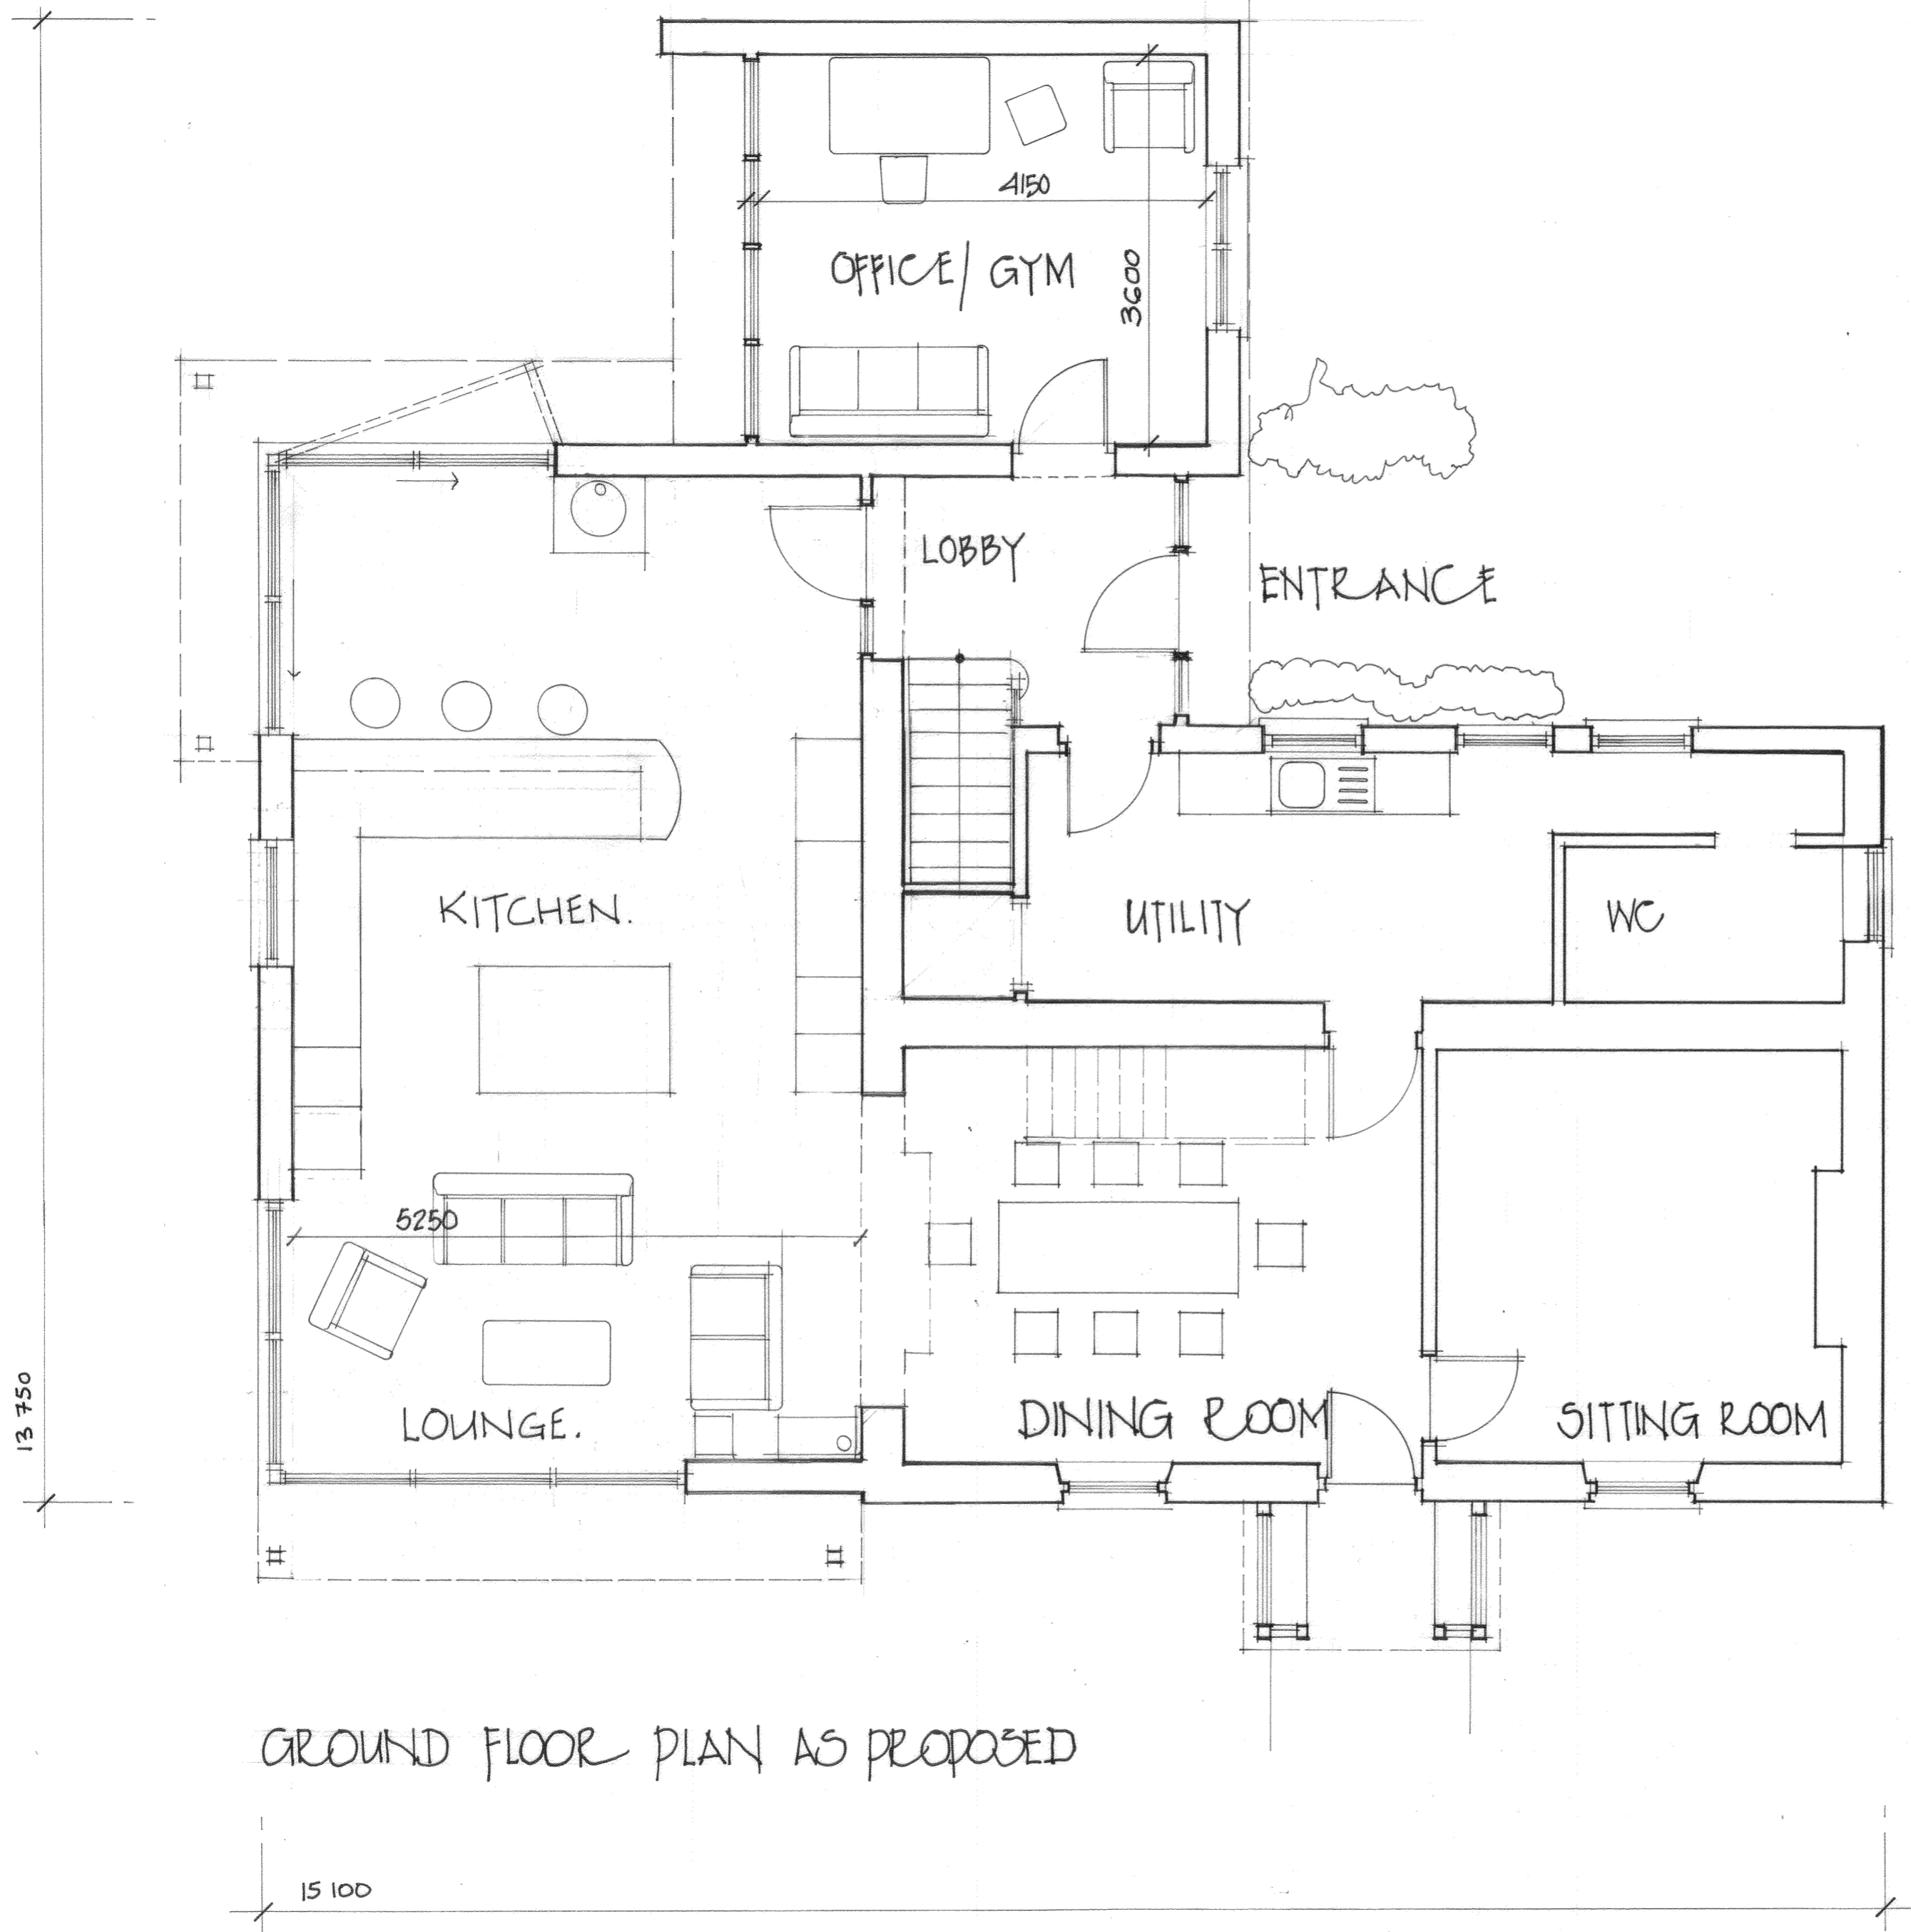 4150
OFFICE/ GYM
3600
LOBBY
ENTRANCE
KITCHEN.
UTILITY
WC
5250
LOUNGE.
DINING ROOM
SITTING ROOM
13 750
GROUND FLOOR PLAN AS PROPOSED
15 100